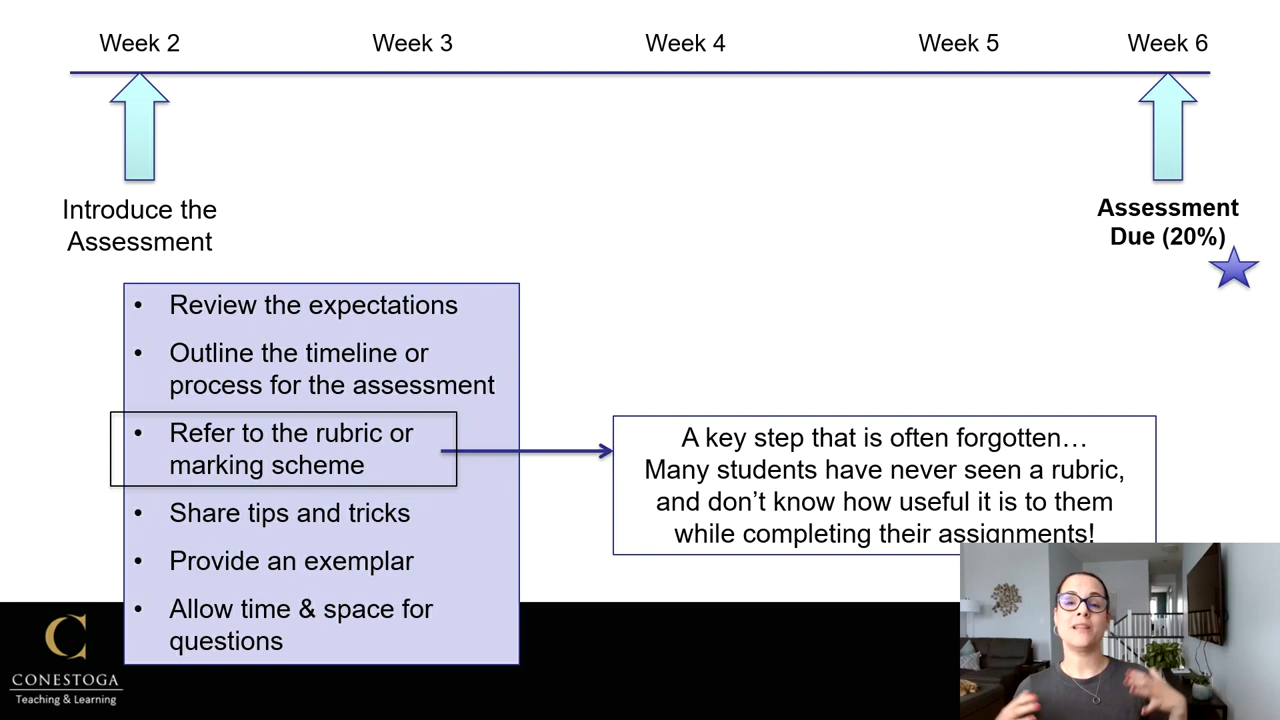 Week 2
Week 3
Week 4
Week 5
Week 6
Introduce the
Assessment
Assessment
Due (20%)
• Review the expectations
• Outline the timeline or
process for the assessment
• Refer to the rubric or
marking scheme
• Share tips and tricks
• Provide an exemplar
• Allow time & space for
questions
A key step that is often forgotten…
Many students have never seen a rubric,
and don’t know how useful it is to them
while completing their assignments!
C
CONESTOGA
Teaching & Learning